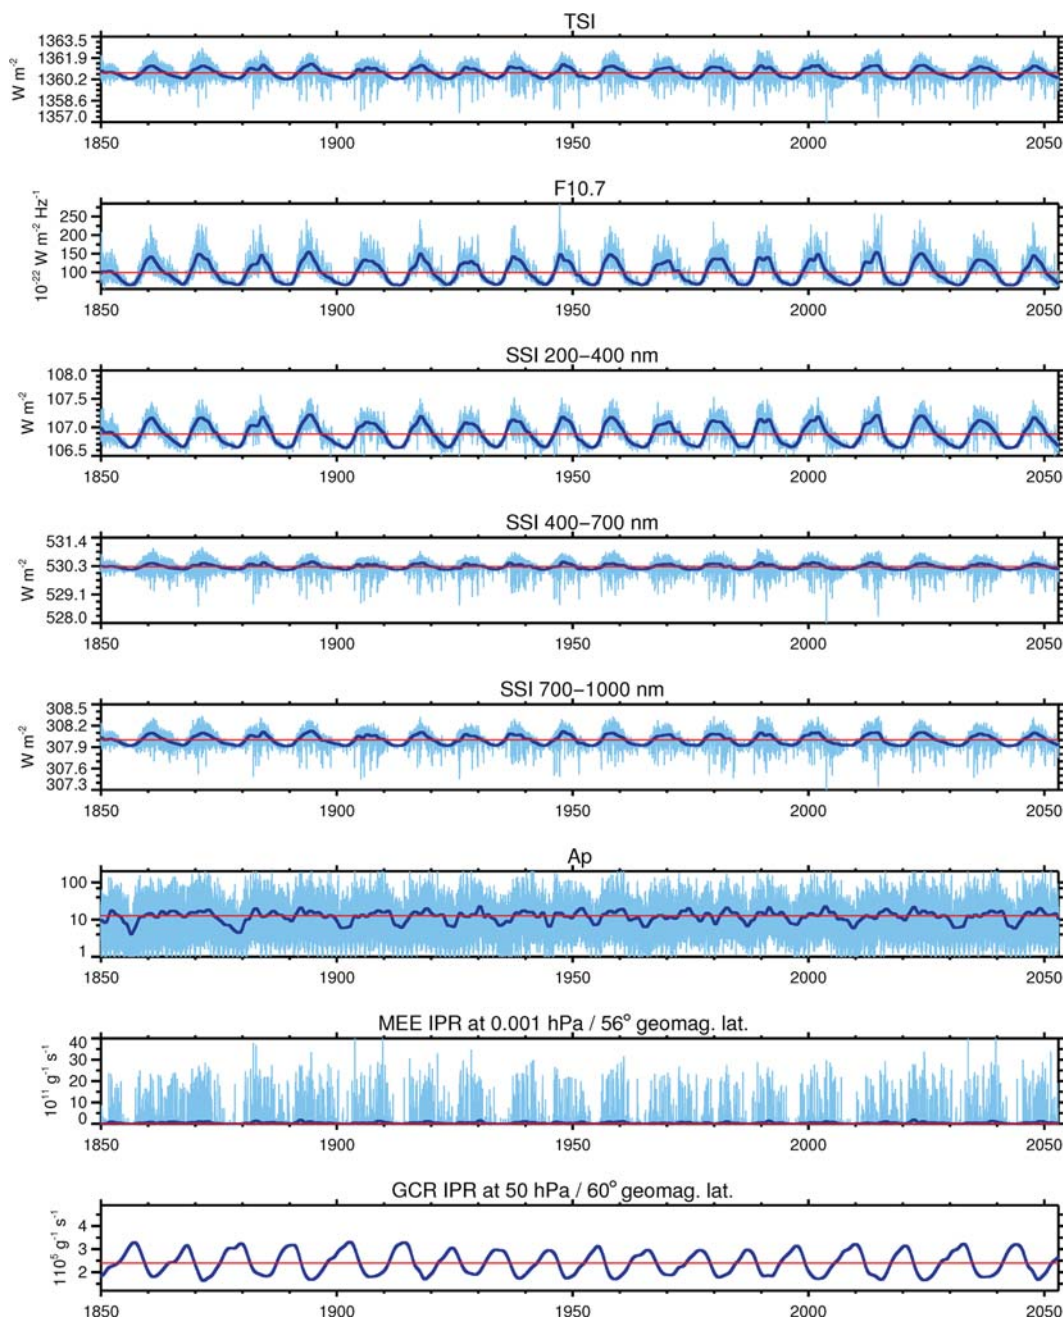 TSI
W m-2
1363.5
1361.9
1360.2
1358.6
1357.0
1850 1900 1950 2000 2050
F10.7
10-22 W m-2 Hz-1
250
200
150
100
1850 1900 1950 2000 2050
SSI 200–400 nm
W m-2
108.0
107.5
107.0
106.5
1850 1900 1950 2000 2050
SSI 400–700 nm
W m-2
531.4
530.3
529.1
528.0
1850 1900 1950 2000 2050
SSI 700–1000 nm
W m-2
308.5
308.2
307.9
307.6
307.3
1850 1900 1950 2000 2050
Ap
100
10
1
1850 1900 1950 2000 2050
MEE IPR at 0.001 hPa / 56° geomag. lat.
1011 g-1 s-1
40
30
20
10
0
1850 1900 1950 2000 2050
GCR IPR at 50 hPa / 60° geomag. lat.
1105 g-1 s-1
4
3
2
1850 1900 1950 2000 2050